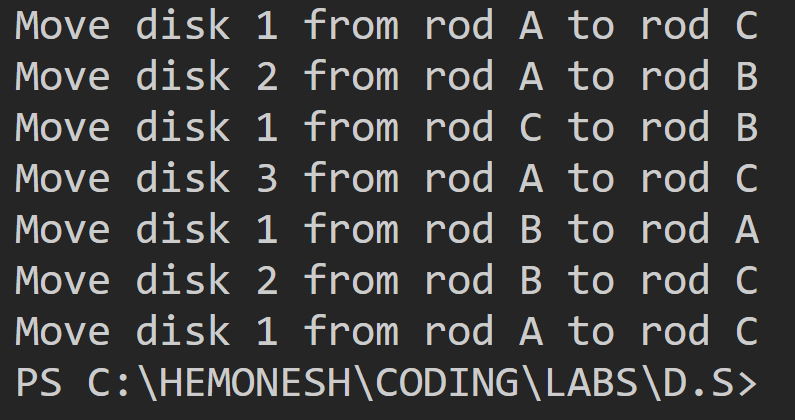 Move disk 1 from rod A to rod C
Move disk 2 from rod A to rod B
Move disk 1 from rod C to rod B
Move disk 3 from rod A to rod C
Move disk 1 from rod B to rod A
Move disk 2 from rod B to rod C
Move disk 1 from rod A to rod C
PS C:\HEMONESH\CODING\LABS\D.S>